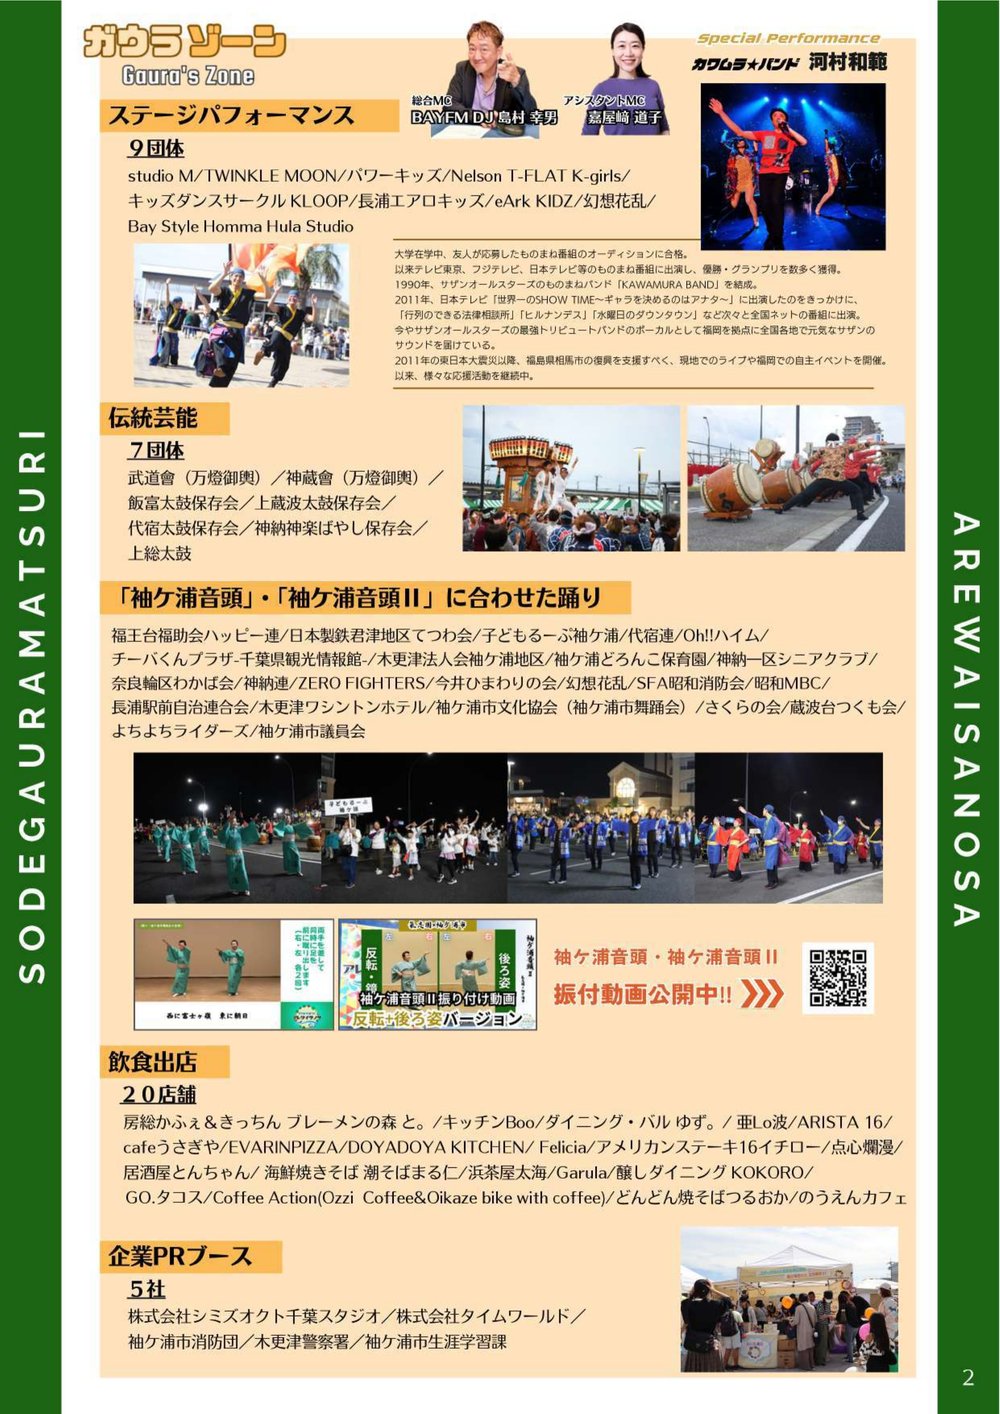 ガウラ ゾーン
Gaura's Zone
Special Performance
カワムラ★バンド 河村和範
総合MC
BAYFM DJ 島村 幸男
アシスタントMC
嘉屋﨑 道子
ステージパフォーマンス
９団体
studio M/TWINKLE MOON/パワーキッズ/Nelson T-FLAT K-girls/
キッズダンスサークル KLOOP/長浦エアロキッズ/eArk KIDZ/幻想花乱/
Bay Style Homma Hula Studio
大学在学中、友人が応募したものまね番組のオーディションに合格。
以来テレビ東京、フジテレビ、日本テレビ等のものまね番組に出演し、優勝・グランプリを数多く獲得。
1990年、サザンオールスターズのものまねバンド「KAWAMURA BAND」を結成。
2011年、日本テレビ「世界一のSHOW TIME～ギャラを決めるのはアナタ～」に出演したのをきっかけに、
「行列のできる法律相談所」「ヒルナンデス」「水曜日のダウンタウン」など次々と全国ネットの番組に出演。
今やサザンオールスターズの最強トリビュートバンドのボーカルとして福岡を拠点に全国各地で元気なサザンの
サウンドを届けている。
2011年の東日本大震災以降、福島県相馬市の復興を支援すべく、現地でのライブや福岡での自主イベントを開催。
以来、様々な応援活動を継続中。
伝統芸能
７団体
武道會（万燈御輿）／神蔵會（万燈御輿）／
飯富太鼓保存会／上蔵波太鼓保存会／
代宿太鼓保存会／神納神楽ばやし保存会／
上総太鼓
「袖ケ浦音頭」・「袖ケ浦音頭Ⅱ」に合わせた踊り
福王台福助会ハッピー連/日本製鉄君津地区てつわ会/子どもるーぷ袖ケ浦/代宿連/Oh!!ハイム/
チーバくんプラザ-千葉県観光情報館-/木更津法人会袖ケ浦地区/袖ケ浦どろんこ保育園/神納一区シニアクラブ/
奈良輪区わかば会/神納連/ZERO FIGHTERS/今井ひまわりの会/幻想花乱/SFA昭和消防会/昭和MBC/
長浦駅前自治連合会/木更津ワシントンホテル/袖ケ浦市文化協会（袖ケ浦市舞踊会）/さくらの会/蔵波台つくも会/
よちよちライダーズ/袖ケ浦市議員会
子どもるーぷ
袖ケ浦
両手を差して
同時に足を
前に蹴り出します
（右・左 各２回）
西に富士ヶ嶺 東に朝日
袖ケ浦音頭Ⅱ
左
右
左
右
反転・鏡
後ろ姿
袖ケ浦音頭Ⅱ振り付け動画
反転+後ろ姿バージョン
袖ケ浦音頭・袖ケ浦音頭Ⅱ
振付動画公開中!!
飲食出店
２０店舗
房総かふぇ＆きっちん ブレーメンの森 と。/キッチンBoo/ダイニング・バル ゆず。/ 亜Lo波/ARISTA 16/
cafeうさぎや/EVARINPIZZA/DOYADOYA KITCHEN/ Felicia/アメリカンステーキ16イチロー/点心爛漫/
居酒屋とんちゃん/ 海鮮焼きそば 潮そばまる仁/浜茶屋太海/Garula/醸しダイニング KOKORO/
GO.タコス/Coffee Action(Ozzi Coffee&Oikaze bike with coffee)/どんどん焼そばつるおか/のうえんカフェ
企業PRブース
５社
株式会社シミズオクト千葉スタジオ／株式会社タイムワールド／
袖ケ浦市消防団／木更津警察署／袖ケ浦市生涯学習課
SODEGAURAMATSURI
AREWAISANOSA
2